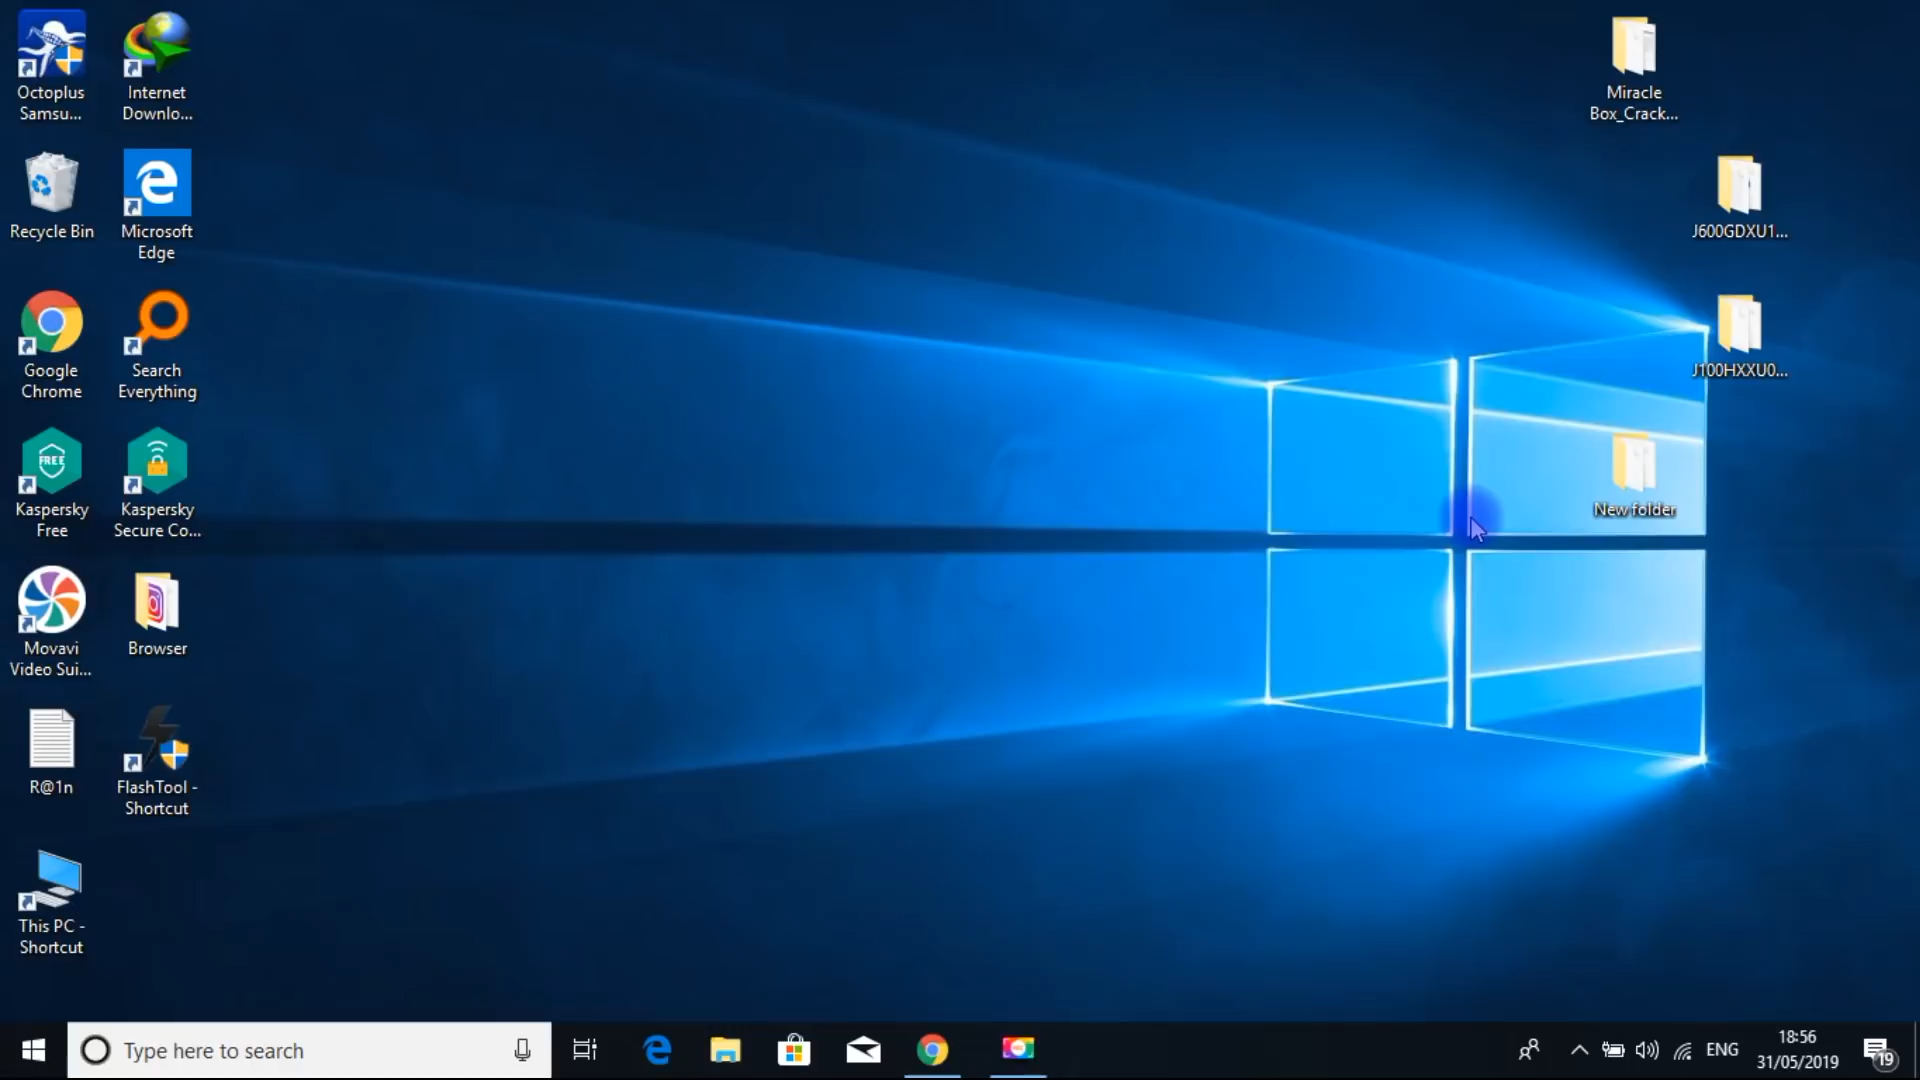 Octoplus
Samsu...
Internet
Downlo...
Recycle Bin
Microsoft
Edge
Google
Chrome
Search
Everything
FREE
Kaspersky
Free
Kaspersky
Secure Co...
Movavi
Video Sui...
Browser
R@1n
FlashTool -
Shortcut
This PC -
Shortcut
Miracle
Box_Crack...
J600GDXU1...
J100HXXU0...
New folder
Type here to search
ENG
18:56
31/05/2019
19